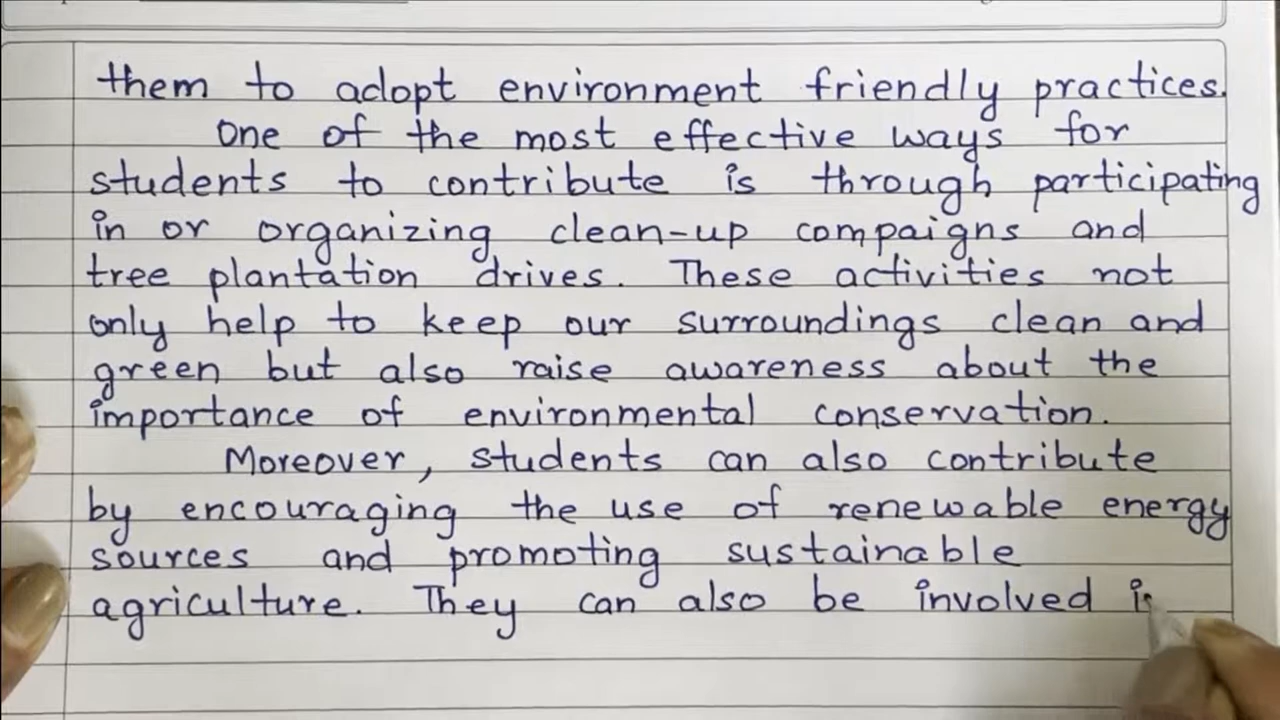 them to adopt environment friendly practices.
One of the most effective ways for
students to contribute is through participating
in or organizing clean-up compaigns and
tree plantation drives. These activities not
only help to keep our surroundings clean and
green but also raise awareness about the
importance of environmental conservation.
Moreover, students can also contribute
by encouraging the use of renewable energy
sources and promoting sustainable
agriculture. They can also be involved